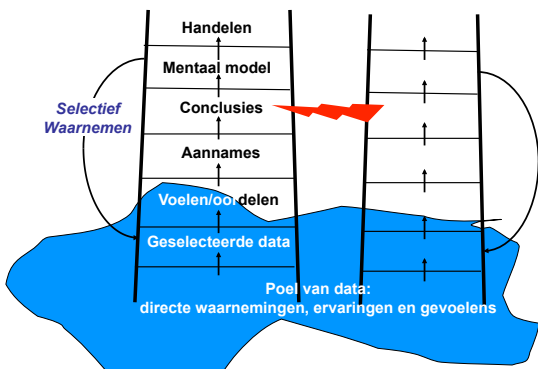 Handelen
Mentaal model
Selectief
Waarnemen
Conclusies
Aannames
Voelen/oordelen
Geselecteerde data
Poel van data:
directe waarnemingen, ervaringen en gevoelens